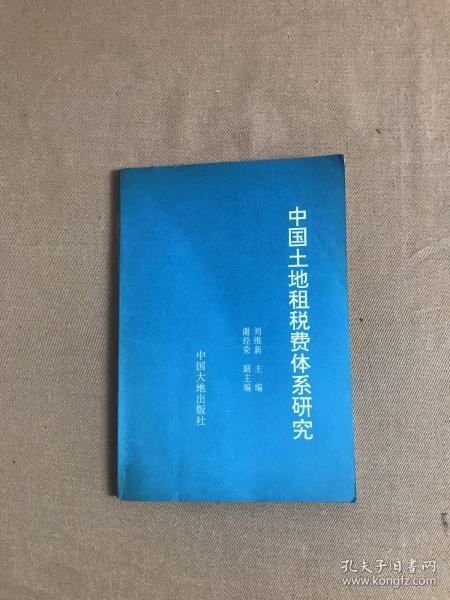 中国土地租税费体系研究
刘维新 主编
谢经荣 副主编
中国大地出版社
孔夫子旧书网
www.kongfz.com